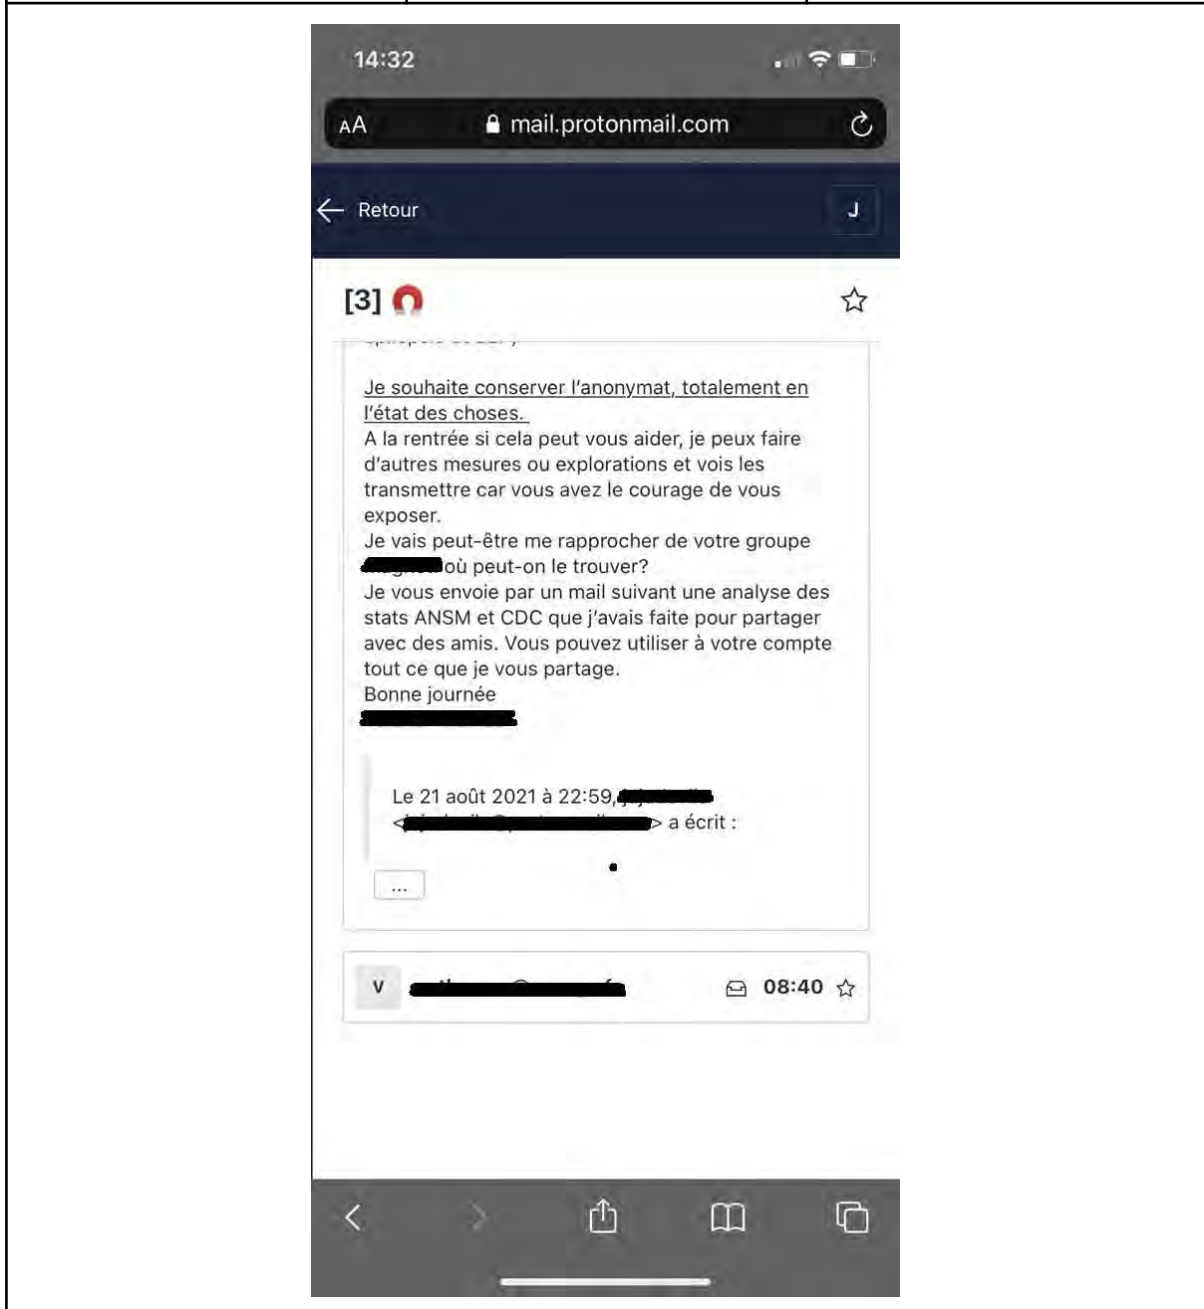 14:32
AA mail.protonmail.com
Retour J
[3]
Je souhaite conserver l'anonymat, totalement en
l'état des choses.
A la rentrée si cela peut vous aider, je peux faire
d'autres mesures ou explorations et vois les
transmettre car vous avez le courage de vous
exposer.
Je vais peut-être me rapprocher de votre groupe
où peut-on le trouver?
Je vous envoie par un mail suivant une analyse des
stats ANSM et CDC que j'avais faite pour partager
avec des amis. Vous pouvez utiliser à votre compte
tout ce que je vous partage.
Bonne journée
Le 21 août 2021 à 22:59,
< > a écrit :
...
V 08:40